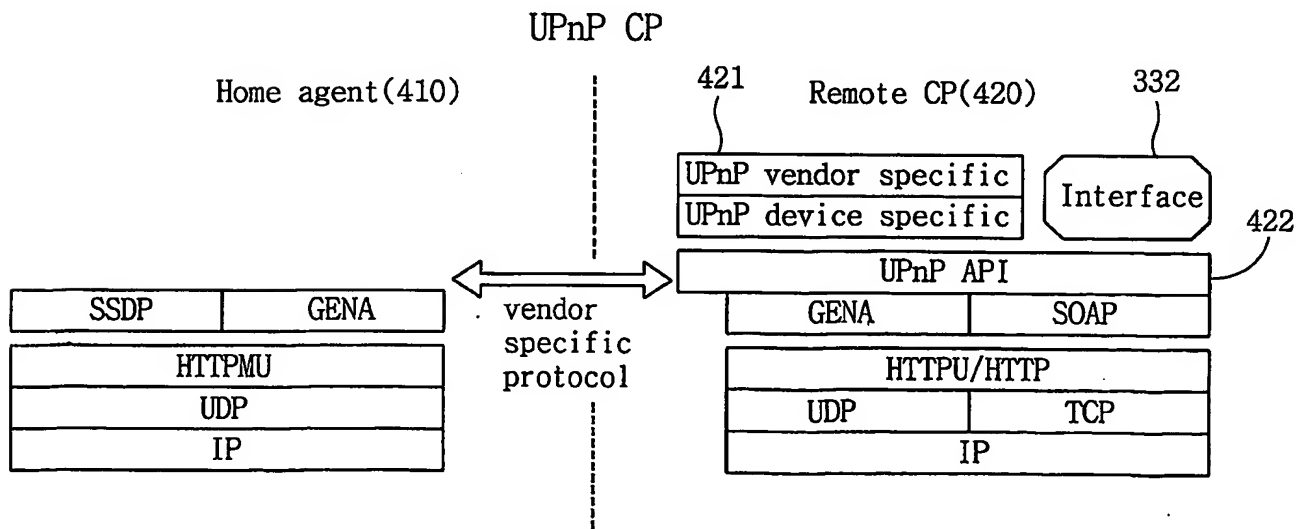 UPnP CP
Home agent(410)
421
Remote CP(420)
332
UPnP vendor specific
UPnP device specific
Interface
422
UPnP API
SSDP GENA
vendor
specific
protocol
GENA SOAP
HTTPMU
HTTPU/HTTP
UDP
UDP TCP
IP
IP